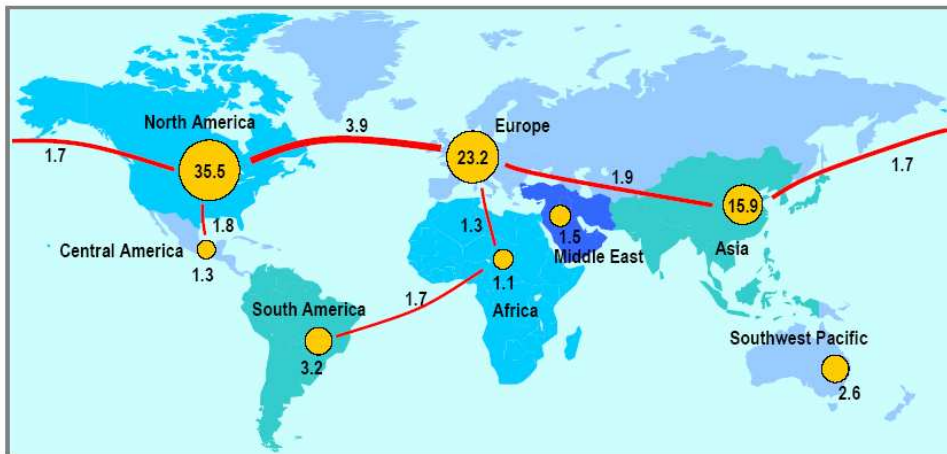 North America
3.9
Europe
1.7
35.5
23.2
1.7
1.9
1.8
1.3
15.9
Central America
1.5
Asia
1.3
Middle East
1.1
1.7
South America
Africa
3.2
Southwest Pacific
2.6